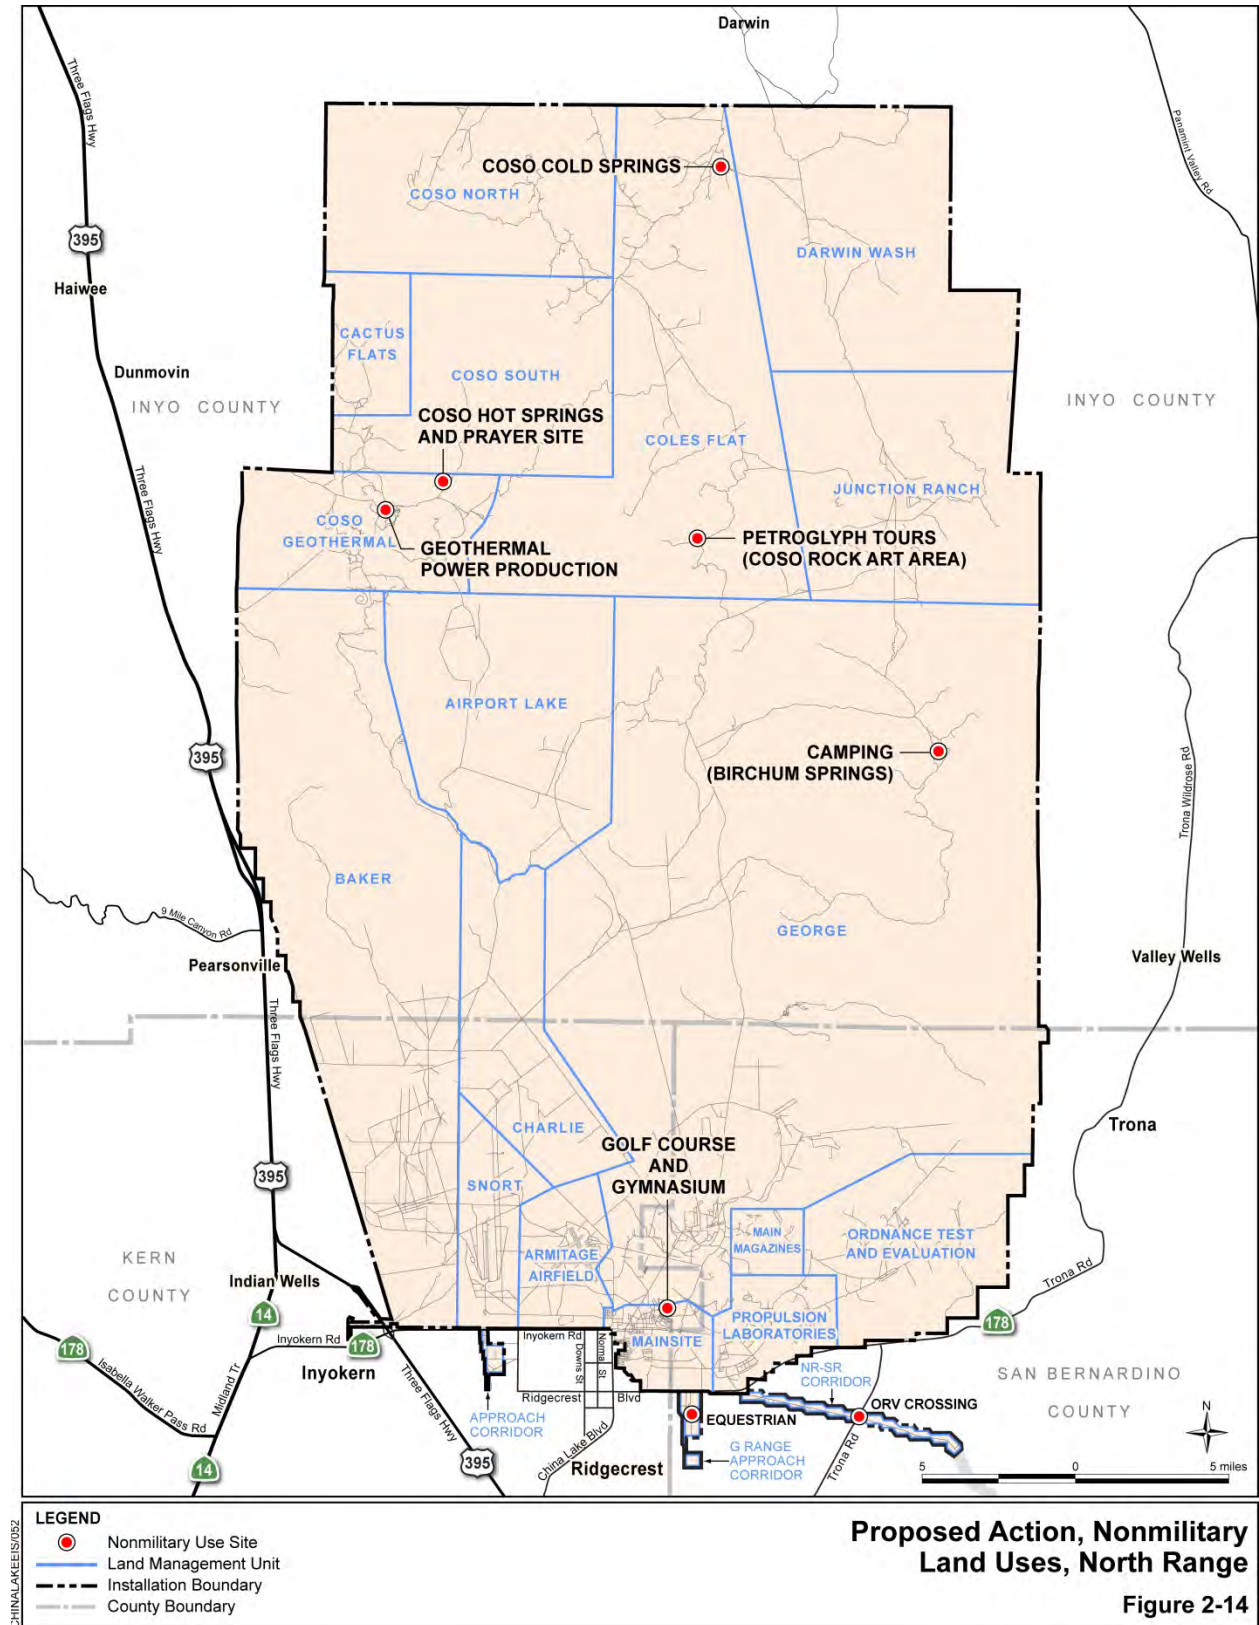 Darwin
Three Flags Hwy
Panamint Valley Rd
COSO COLD SPRINGS
COSO NORTH
395
DARWIN WASH
Haiwee
CACTUS
FLATS
Dunmovin
COSO SOUTH
INYO COUNTY
INYO COUNTY
COSO HOT SPRINGS
AND PRAYER SITE
COLES FLAT
Three Flags Hwy
JUNCTION RANCH
COSO
GEOTHERMAL
GEOTHERMAL
POWER PRODUCTION
PETROGLYPH TOURS
(COSO ROCK ART AREA)
AIRPORT LAKE
395
CAMPING
(BIRCHUM SPRINGS)
Trona Wildrose Rd
BAKER
9 Mile Canyon Rd
GEORGE
Pearsonville
Valley Wells
Three Flags Hwy
CHARLIE
Trona
GOLF COURSE
AND
GYMNASIUM
395
SNORT
MAIN
MAGAZINES
ORDNANCE TEST
AND EVALUATION
KERN
COUNTY
ARMITAGE
AIRFIELD
Indian Wells
Trona Rd
14
178
PROPULSION
LABORATORIES
MAINSITE
178
Inyokern Rd
178
Inyokern Rd
Downs St
Norma St
Isabella Walker Pass Rd
Midland Tr
Inyokern
Three Flags Hwy
NR-SR
CORRIDOR
SAN BERNARDINO
COUNTY
Ridgecrest Blvd
ORV CROSSING
APPROACH
CORRIDOR
EQUESTRIAN
N
China Lake Blvd
G RANGE
APPROACH
CORRIDOR
Trona Rd
14
395
Ridgecrest
5 0 5 miles
CHINALAKEEIS/052
LEGEND
Nonmilitary Use Site
Land Management Unit
Installation Boundary
County Boundary
Proposed Action, Nonmilitary
Land Uses, North Range
Figure 2-14